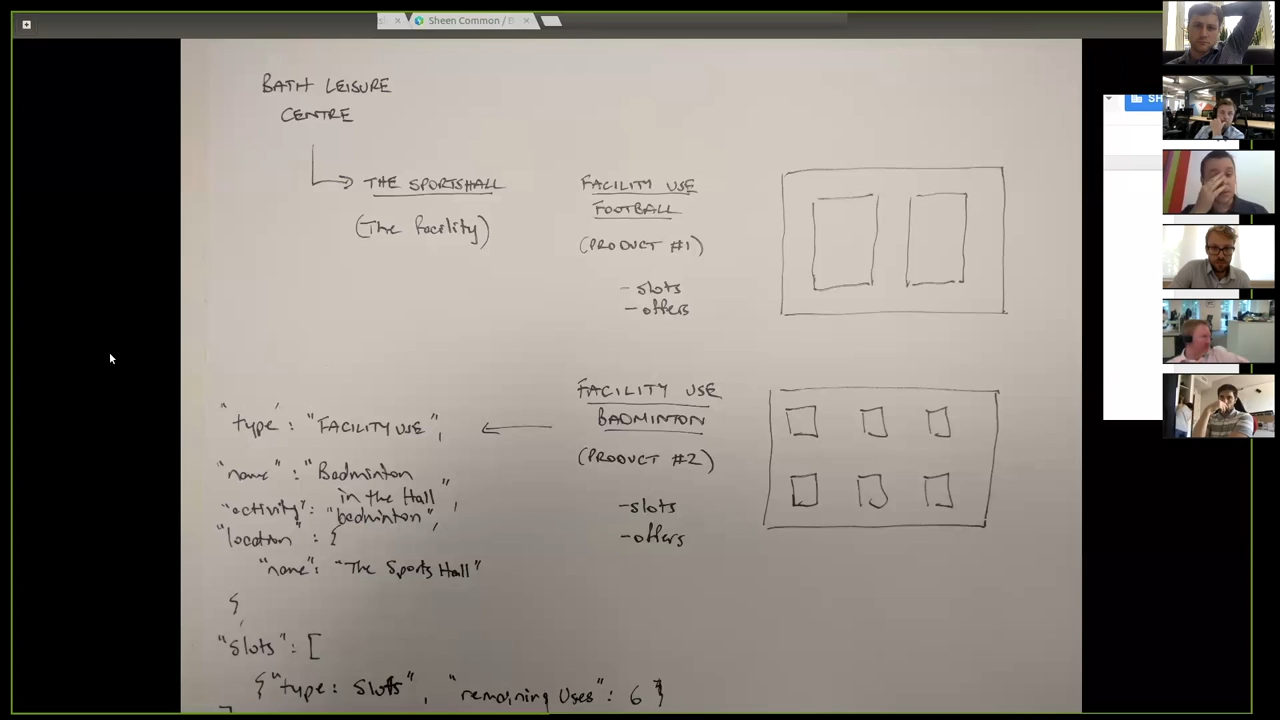 Sheen Common / B
SH
BATH LEISURE
CENTRE
THE SPORTSHALL
(The facility)
FACILITY USE
FOOTBALL
(PRODUCT #1)
- slots
- offers
FACILITY USE
BADMINTON
(PRODUCT #2)
- slots
- offers
"type": "FACILITY USE",
"name": "Badminton
in the Hall",
"activity": "badminton",
"location": {
"name": "The Sports Hall"
}
"slots": [
{"type: Slots", "remaining Uses": 6 }
]